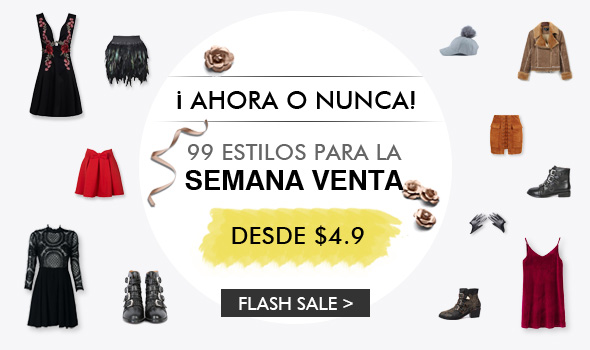 ¡ AHORA O NUNCA!
99 ESTILOS PARA LA
SEMANA VENTA
DESDE $4.9
FLASH SALE >